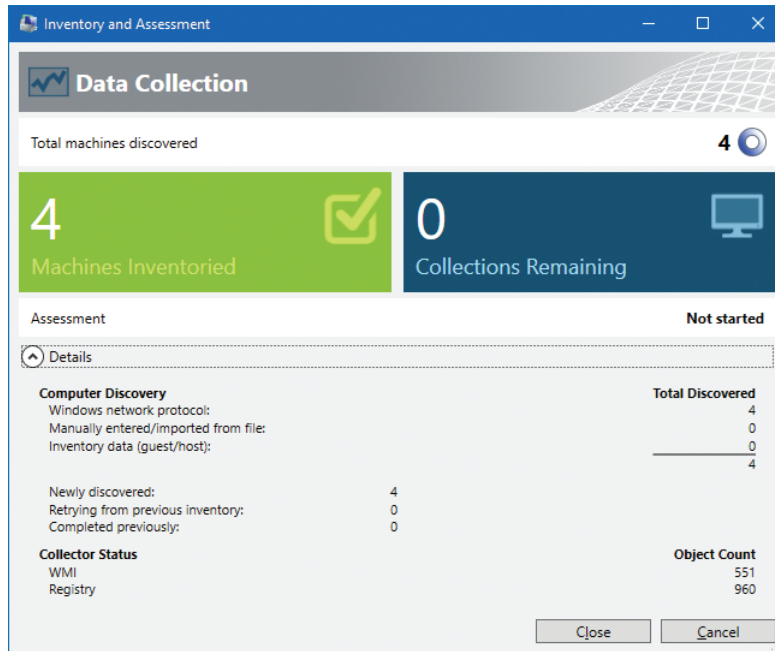 Inventory and Assessment
Data Collection
Total machines discovered 4
4 0
Machines Inventoried Collections Remaining
Assessment Not started
Details
Computer Discovery Total Discovered
Windows network protocol: 4
Manually entered/imported from file: 0
Inventory data (guest/host): 0
4
Newly discovered: 4
Retrying from previous inventory: 0
Completed previously: 0
Collector Status Object Count
WMI 551
Registry 960
Close Cancel